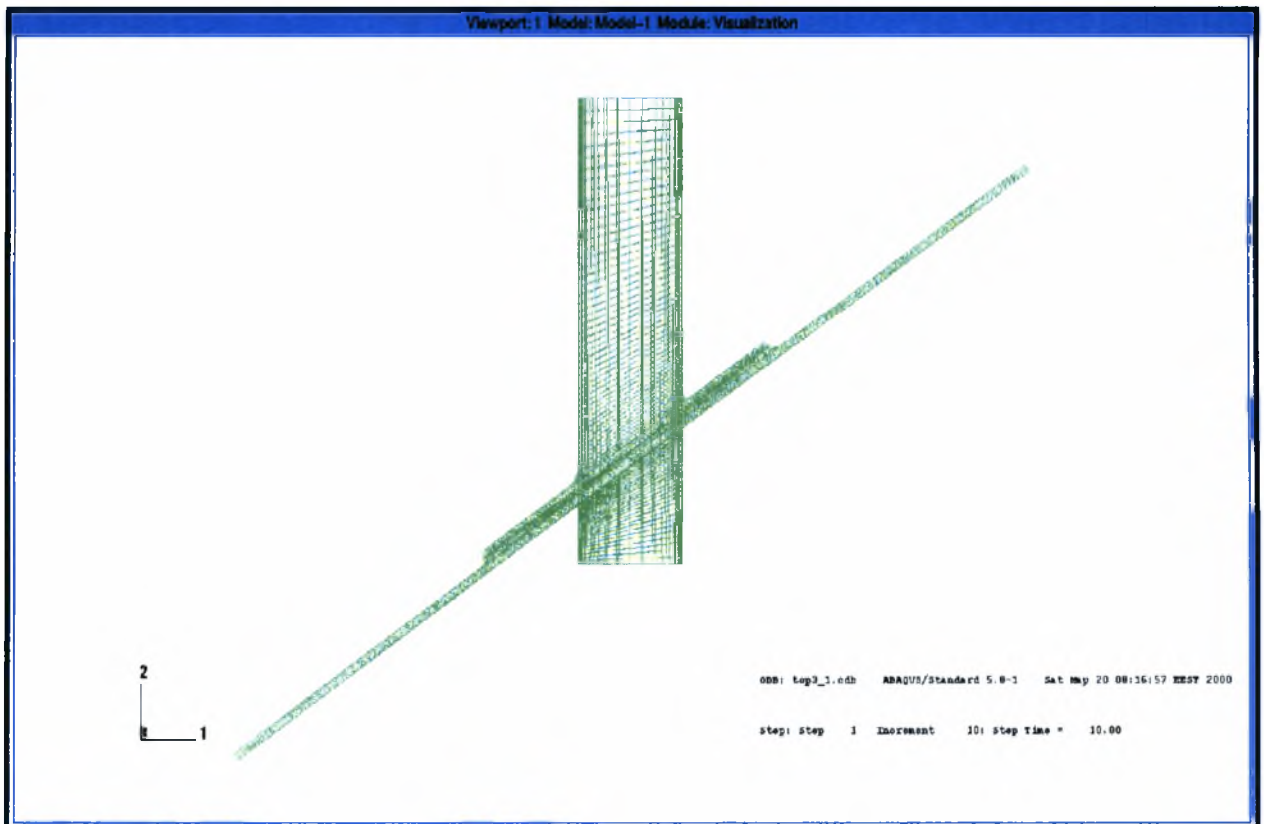 Viewport: 1 Model: Model-1 Module: Visualization
2
1
ODB: top3_1.odb ABAQUS/Standard 5.8-1 Sat May 20 08:16:57 EEST 2000
Step: Step 1 Increment 10: Step Time = 10.00